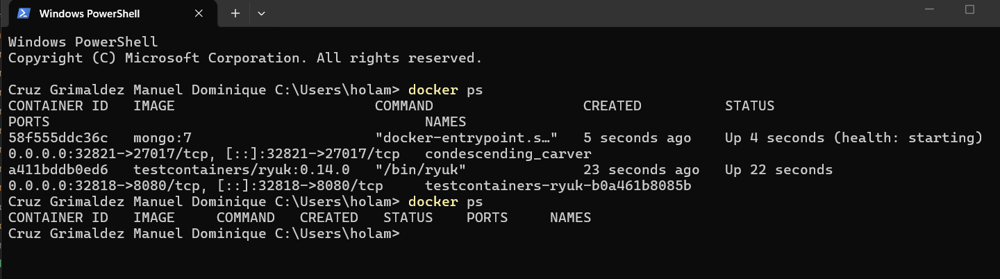 Windows PowerShell
Windows PowerShell
Copyright (C) Microsoft Corporation. All rights reserved.
Cruz Grimaldez Manuel Dominique C:\Users\holam> docker ps
CONTAINER ID   IMAGE                        COMMAND                  CREATED          STATUS
PORTS                                             NAMES
58f555ddc36c   mongo:7                      "docker-entrypoint.s…"   5 seconds ago    Up 4 seconds (health: starting)
0.0.0.0:32821->27017/tcp, [::]:32821->27017/tcp   condescending_carver
a411bddb0ed6   testcontainers/ryuk:0.14.0   "/bin/ryuk"              23 seconds ago   Up 22 seconds
0.0.0.0:32818->8080/tcp, [::]:32818->8080/tcp     testcontainers-ryuk-b0a461b8085b
Cruz Grimaldez Manuel Dominique C:\Users\holam> docker ps
CONTAINER ID   IMAGE     COMMAND   CREATED   STATUS    PORTS     NAMES
Cruz Grimaldez Manuel Dominique C:\Users\holam>